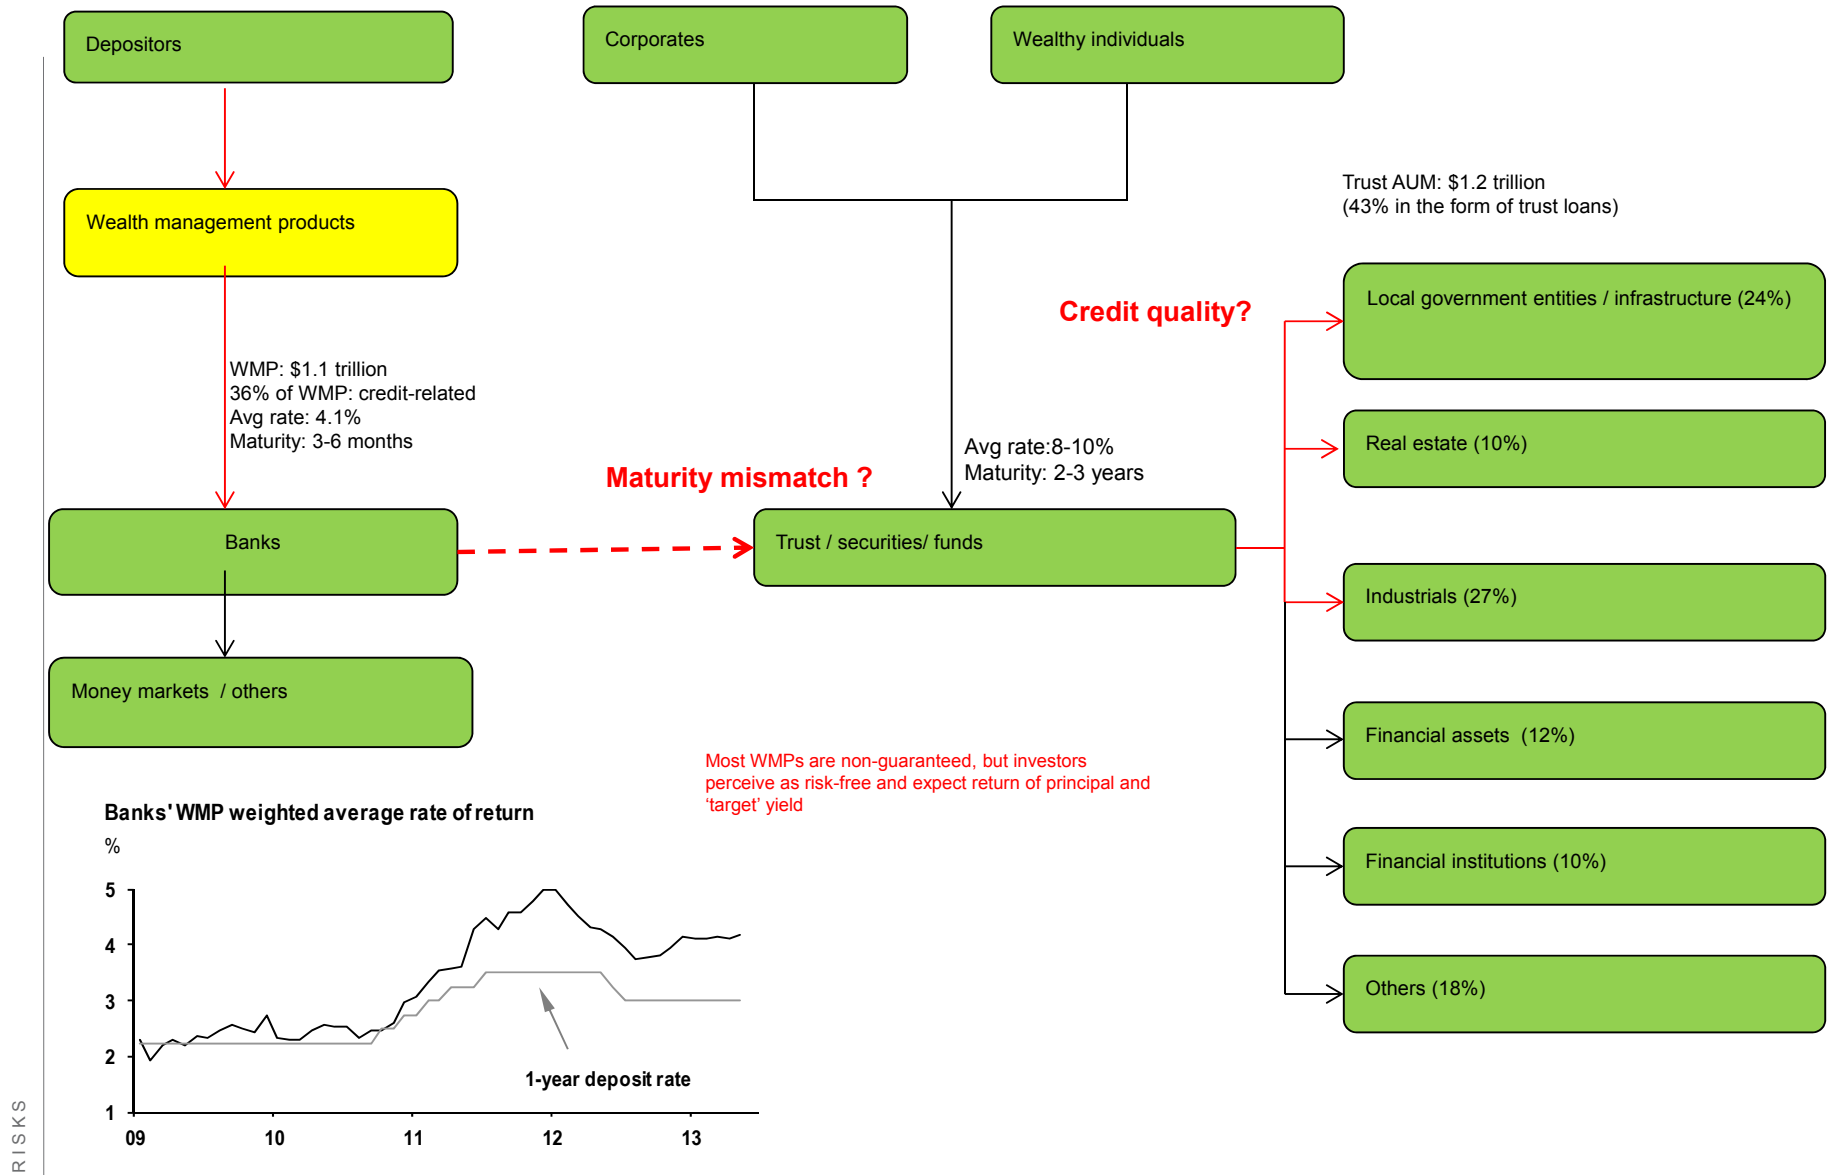 Depositors
Corporates
Wealthy individuals
Trust AUM: $1.2 trillion
(43% in the form of trust loans)
Wealth management products
Credit quality?
Local government entities / infrastructure (24%)
WMP: $1.1 trillion
36% of WMP: credit-related
Avg rate: 4.1%
Maturity: 3-6 months
Avg rate:8-10%
Maturity: 2-3 years
Real estate (10%)
Maturity mismatch ?
Banks
Trust / securities/ funds
Industrials (27%)
Money markets / others
Financial assets (12%)
Most WMPs are non-guaranteed, but investors
perceive as risk-free and expect return of principal and
‘target’ yield
Financial institutions (10%)
Others (18%)
Banks' WMP weighted average rate of return
%
5
4
3
2
1
1-year deposit rate
09 10 11 12 13
RISKS